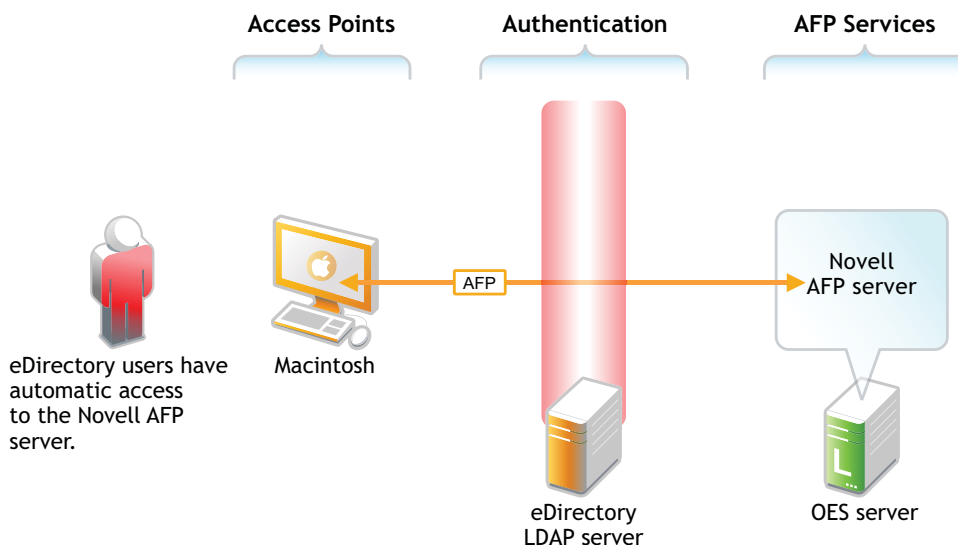 Access Points
Authentication
AFP Services
AFP
Novell
AFP server
eDirectory users have
automatic access
to the Novell AFP
server.
Macintosh
eDirectory
LDAP server
L
OES server